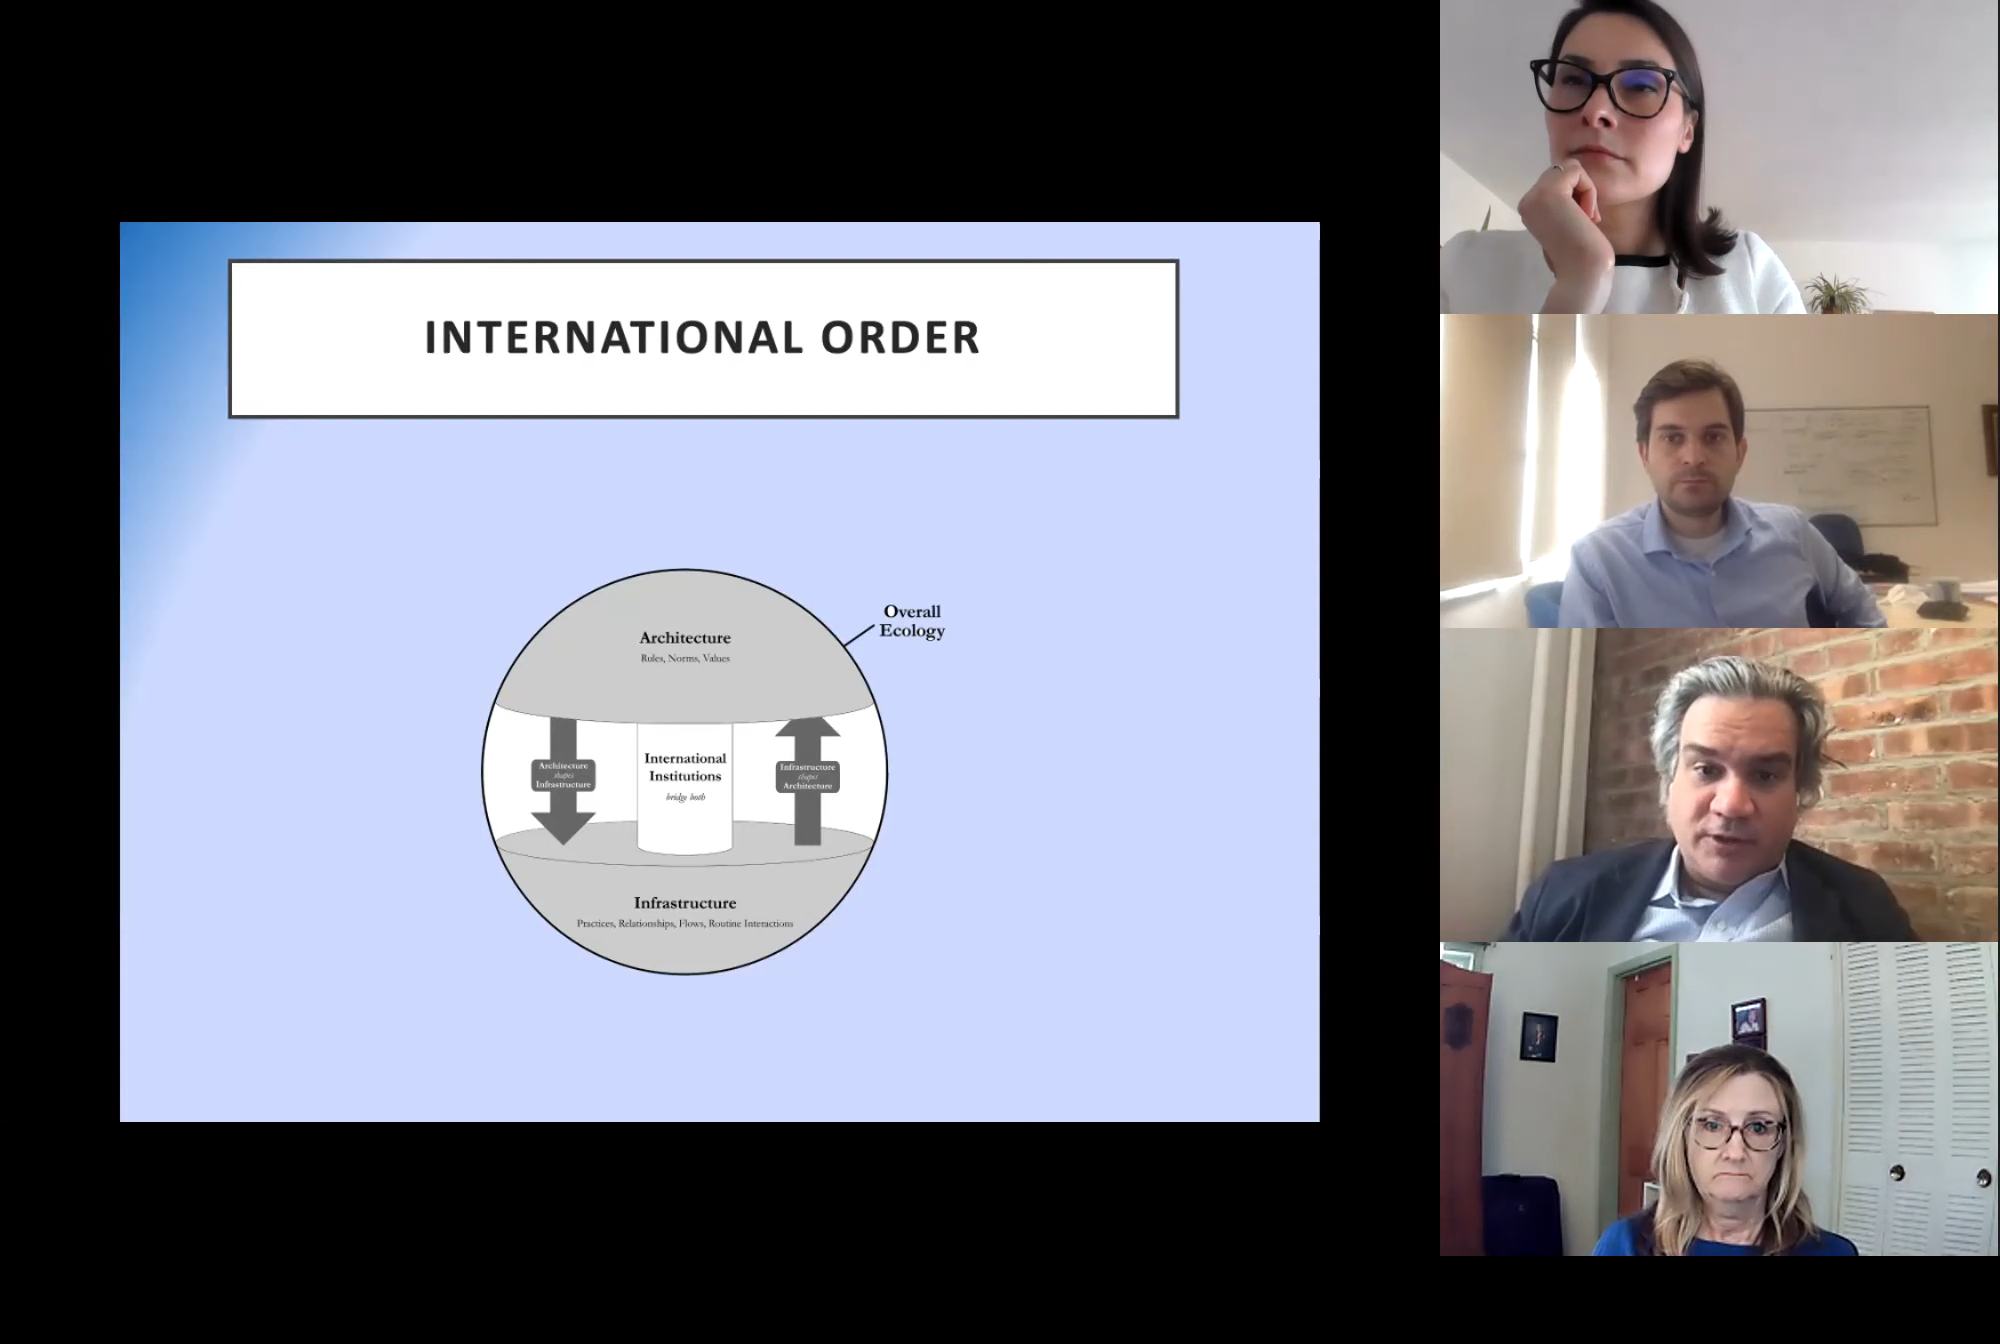 INTERNATIONAL ORDER
Overall
Ecology
Architecture
Rules, Norms, Values
Architecture
shapes
Infrastructure
International
Institutions
bridge both
Infrastructure
shapes
Architecture
Infrastructure
Practices, Relationships, Flows, Routine Interactions